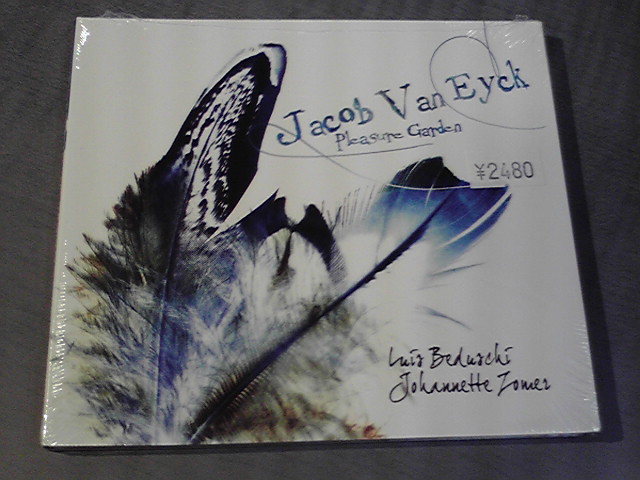 Jacob Van Eyck
Pleasure Garden
¥2480
Luis Beduschi
Johannette Zomer